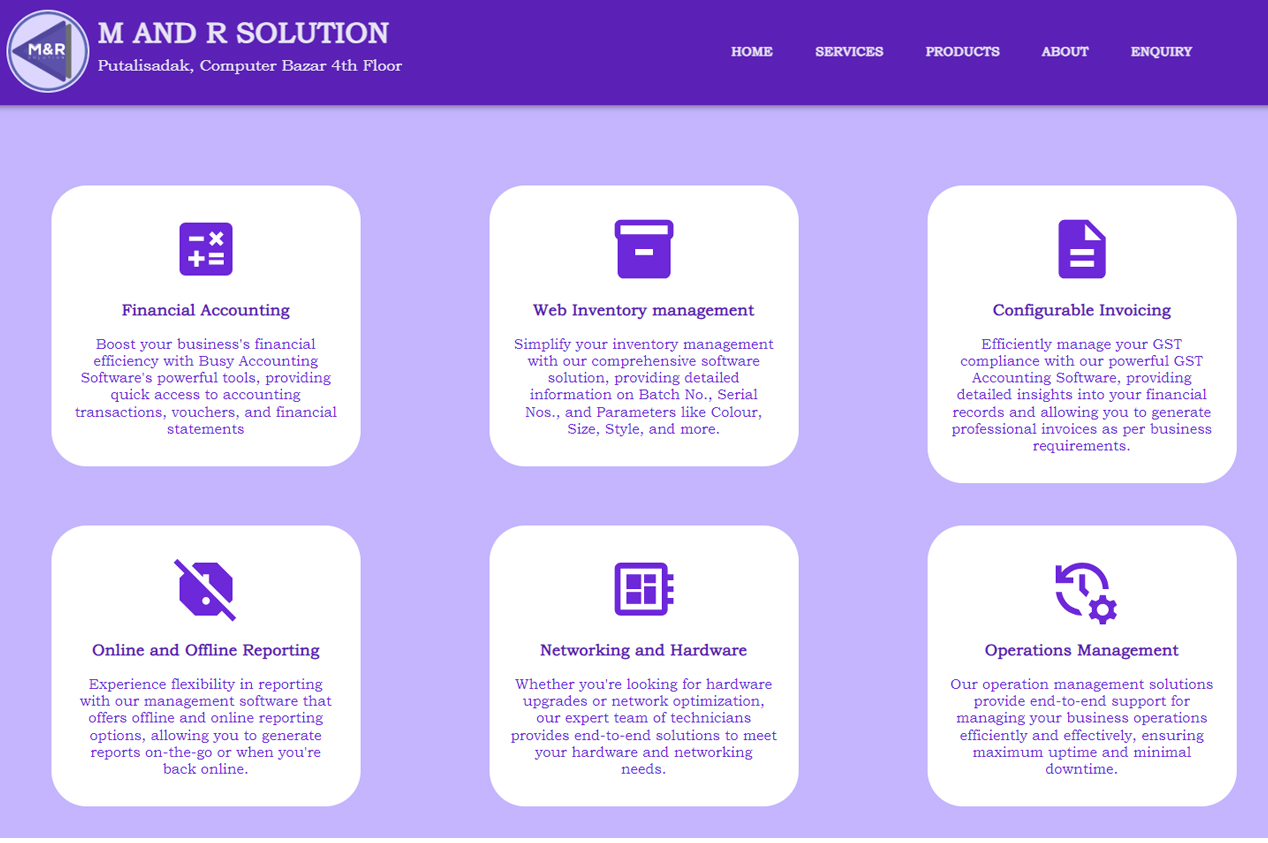 M&R
SOLUTION
M AND R SOLUTION
Putalisadak, Computer Bazar 4th Floor
HOME SERVICES PRODUCTS ABOUT ENQUIRY
Financial Accounting
Boost your business's financial
efficiency with Busy Accounting
Software's powerful tools, providing
quick access to accounting
transactions, vouchers, and financial
statements
Web Inventory management
Simplify your inventory management
with our comprehensive software
solution, providing detailed
information on Batch No., Serial
Nos., and Parameters like Colour,
Size, Style, and more.
Configurable Invoicing
Efficiently manage your GST
compliance with our powerful GST
Accounting Software, providing
detailed insights into your financial
records and allowing you to generate
professional invoices as per business
requirements.
Online and Offline Reporting
Experience flexibility in reporting
with our management software that
offers offline and online reporting
options, allowing you to generate
reports on-the-go or when you're
back online.
Networking and Hardware
Whether you're looking for hardware
upgrades or network optimization,
our expert team of technicians
provides end-to-end solutions to meet
your hardware and networking
needs.
Operations Management
Our operation management solutions
provide end-to-end support for
managing your business operations
efficiently and effectively, ensuring
maximum uptime and minimal
downtime.